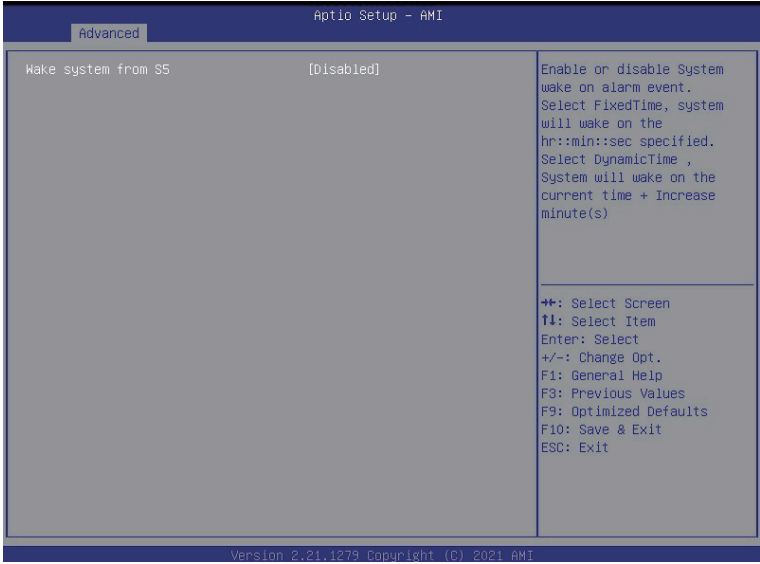 Aptio Setup – AMI
Advanced
Wake system from S5 [Disabled]
Enable or disable System
wake on alarm event.
Select FixedTime, system
will wake on the
hr::min::sec specified.
Select DynamicTime ,
System will wake on the
current time + Increase
minute(s)
→←: Select Screen
↑↓: Select Item
Enter: Select
+/-: Change Opt.
F1: General Help
F3: Previous Values
F9: Optimized Defaults
F10: Save & Exit
ESC: Exit
Version 2.21.1279 Copyright (C) 2021 AMI